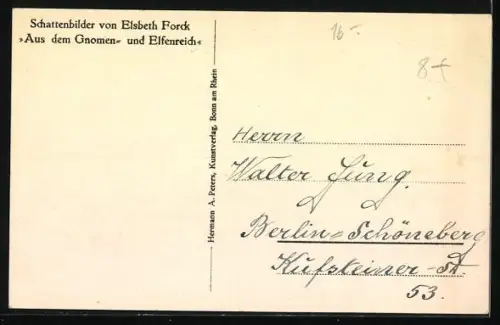 Schattenbilder von Elsbeth Forck
»Aus dem Gnomen= und Elfenreich«
16.-
8+
Hermann A. Peters, Kunstverlag, Bonn am Rhein
Herrn
Walter Jung.
Berlin=Schöneberg
Kufsteiner-St.
53.